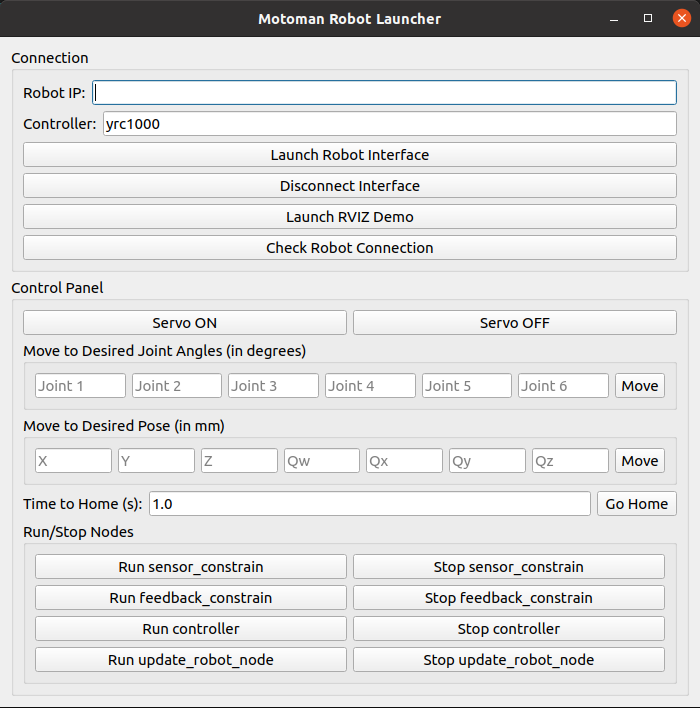 Motoman Robot Launcher
Connection
Robot IP:
Controller: yrc1000
Launch Robot Interface
Disconnect Interface
Launch RVIZ Demo
Check Robot Connection
Control Panel
Servo ON Servo OFF
Move to Desired Joint Angles (in degrees)
Joint 1 Joint 2 Joint 3 Joint 4 Joint 5 Joint 6 Move
Move to Desired Pose (in mm)
X Y Z Qw Qx Qy Qz Move
Time to Home (s): 1.0 Go Home
Run/Stop Nodes
Run sensor_constrain Stop sensor_constrain
Run feedback_constrain Stop feedback_constrain
Run controller Stop controller
Run update_robot_node Stop update_robot_node